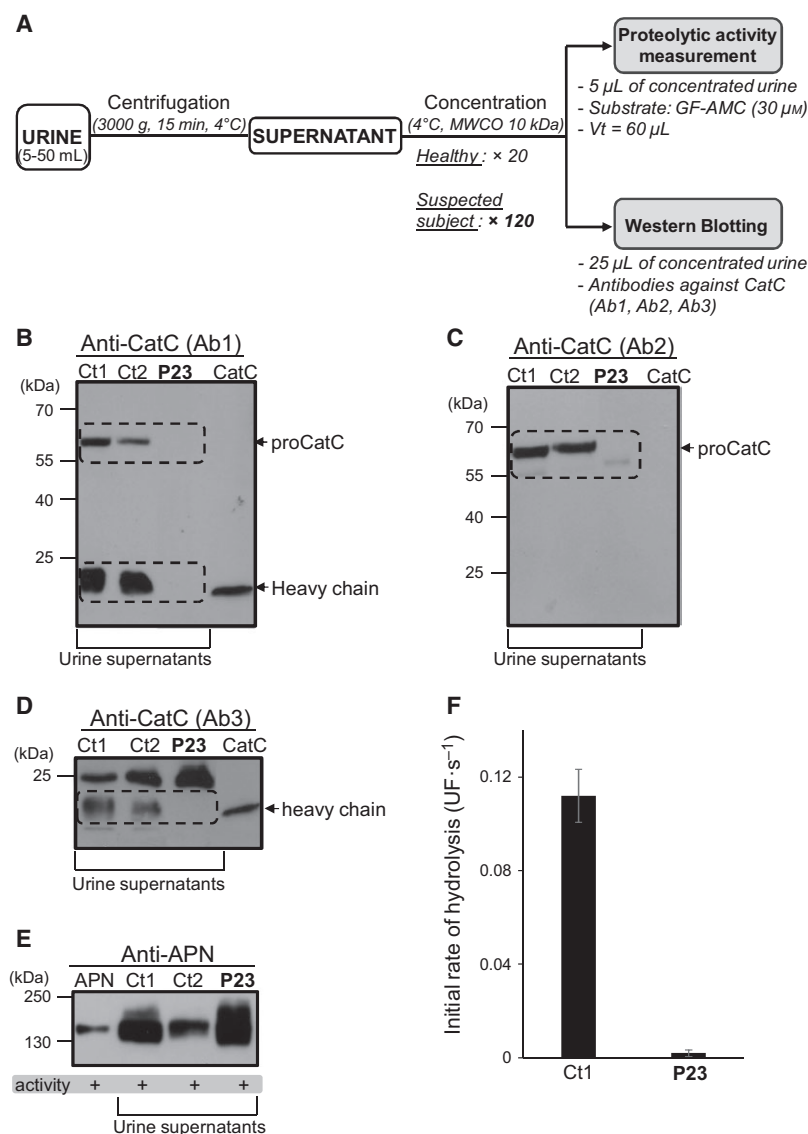 A
URINE
(5-50 mL)
Centrifugation
(3000 g, 15 min, 4°C)
SUPERNATANT
Concentration
(4°C, MWCO 10 kDa)
Healthy : × 20
Suspected
subject : × 120
Proteolytic activity
measurement
- 5 µL of concentrated urine
- Substrate: GF-AMC (30 µM)
- Vt = 60 µL
Western Blotting
- 25 µL of concentrated urine
- Antibodies against CatC
(Ab1, Ab2, Ab3)
B
Anti-CatC (Ab1)
(kDa)
Ct1 Ct2 P23 CatC
70
55
40
25
proCatC
Heavy chain
Urine supernatants
C
Anti-CatC (Ab2)
Ct1 Ct2 P23 CatC
(kDa)
70
55
40
25
proCatC
Urine supernatants
D
Anti-CatC (Ab3)
Ct1 Ct2 P23 CatC
(kDa)
25
heavy chain
Urine supernatants
E
Anti-APN
APN Ct1 Ct2 P23
(kDa)
250
130
activity + + + +
Urine supernatants
F
Initial rate of hydrolysis (UF·s⁻¹)
0.12
0.08
0.04
0
Ct1 P23